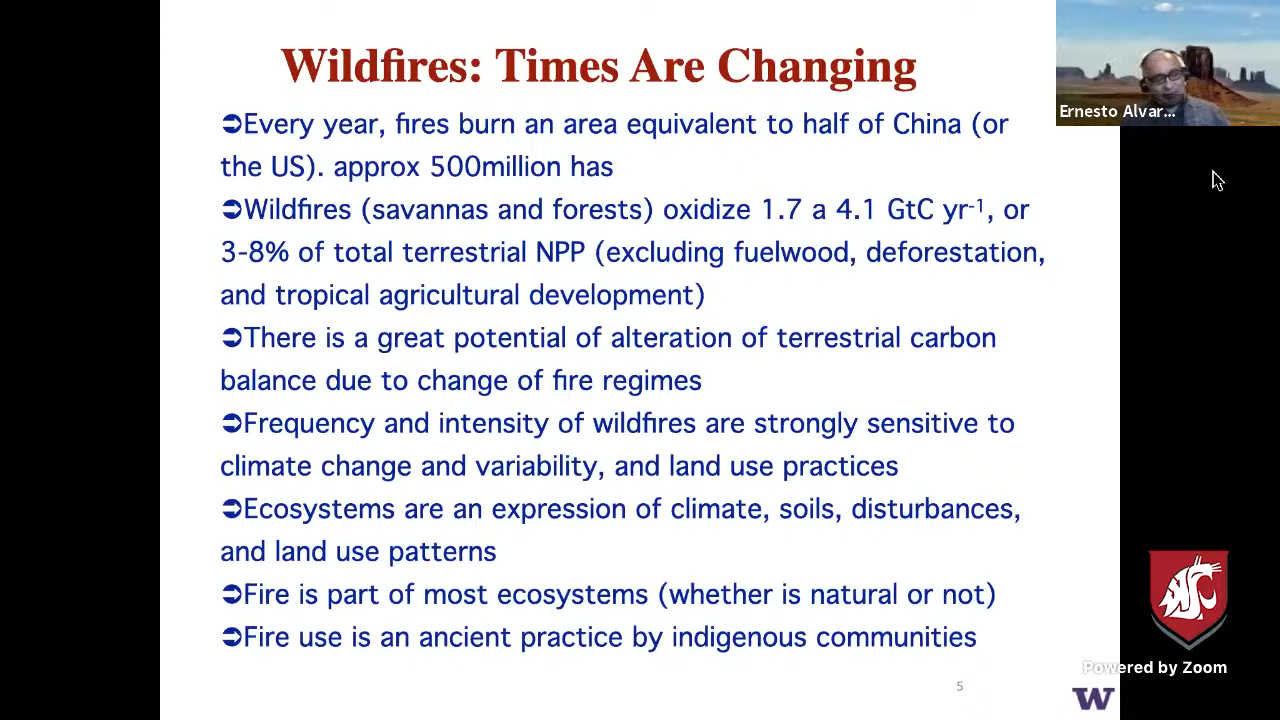 Wildfires: Times Are Changing
➲Every year, fires burn an area equivalent to half of China (or
the US). approx 500million has
➲Wildfires (savannas and forests) oxidize 1.7 a 4.1 GtC yr⁻¹, or
3-8% of total terrestrial NPP (excluding fuelwood, deforestation,
and tropical agricultural development)
➲There is a great potential of alteration of terrestrial carbon
balance due to change of fire regimes
➲Frequency and intensity of wildfires are strongly sensitive to
climate change and variability, and land use practices
➲Ecosystems are an expression of climate, soils, disturbances,
and land use patterns
➲Fire is part of most ecosystems (whether is natural or not)
➲Fire use is an ancient practice by indigenous communities
5
Ernesto Alvar...
Powered by Zoom
W